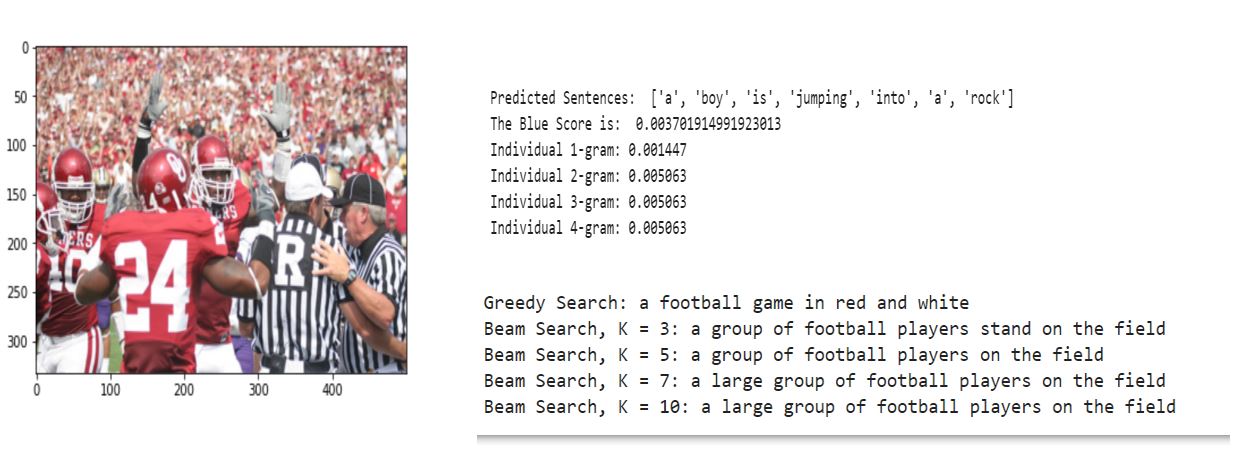 0
50
100
150
200
250
300
0 100 200 300 400
24
R
Predicted Sentences: ['a', 'boy', 'is', 'jumping', 'into', 'a', 'rock']
The Blue Score is: 0.003701914991923013
Individual 1-gram: 0.001447
Individual 2-gram: 0.005063
Individual 3-gram: 0.005063
Individual 4-gram: 0.005063
Greedy Search: a football game in red and white
Beam Search, K = 3: a group of football players stand on the field
Beam Search, K = 5: a group of football players on the field
Beam Search, K = 7: a large group of football players on the field
Beam Search, K = 10: a large group of football players on the field